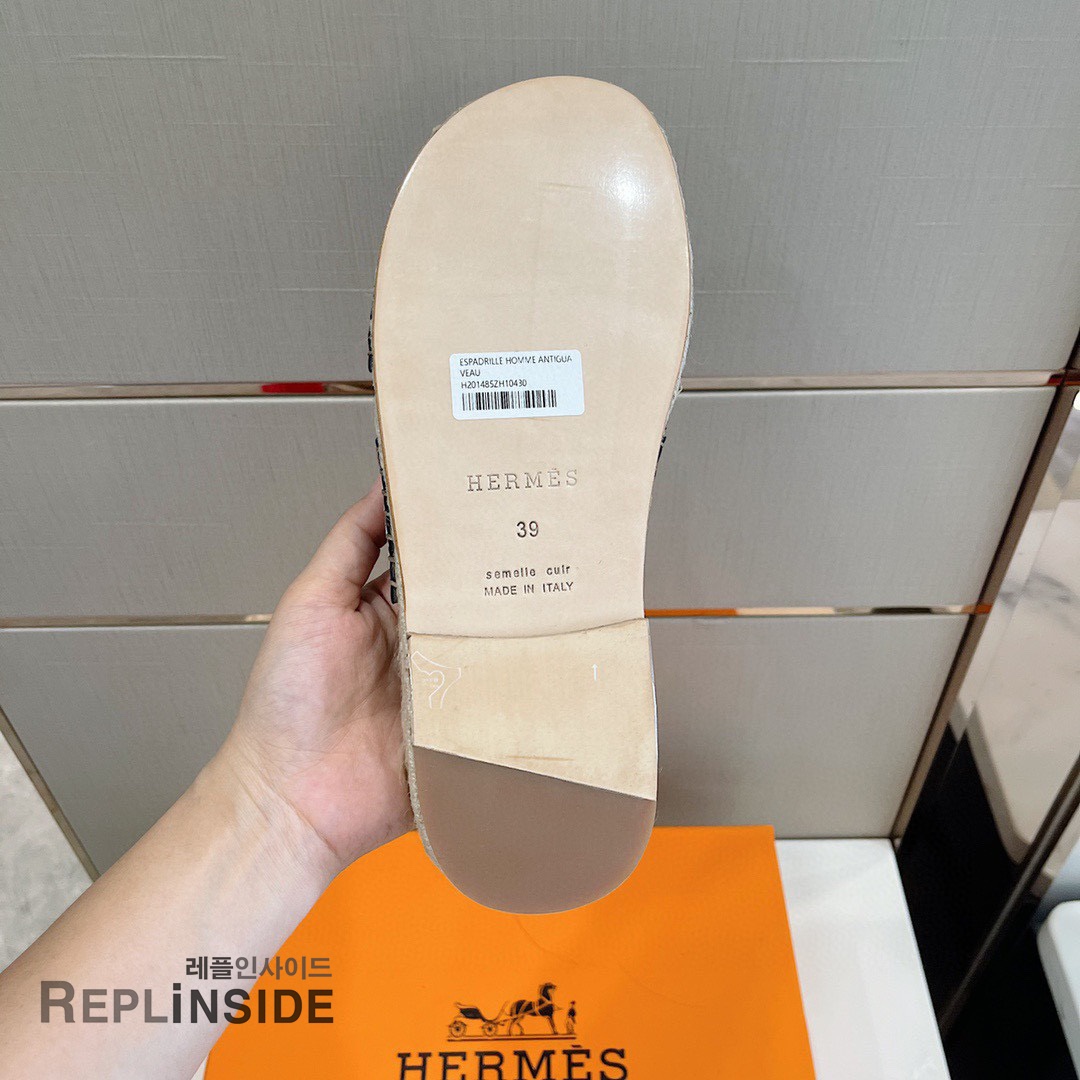 ESPADRILLE HOMME ANTIGUA
VEAU
H201485ZH10430
HERMÈS
39
semelle cuir
MADE IN ITALY
레플인사이드
REPLINSIDE
HERMÈS